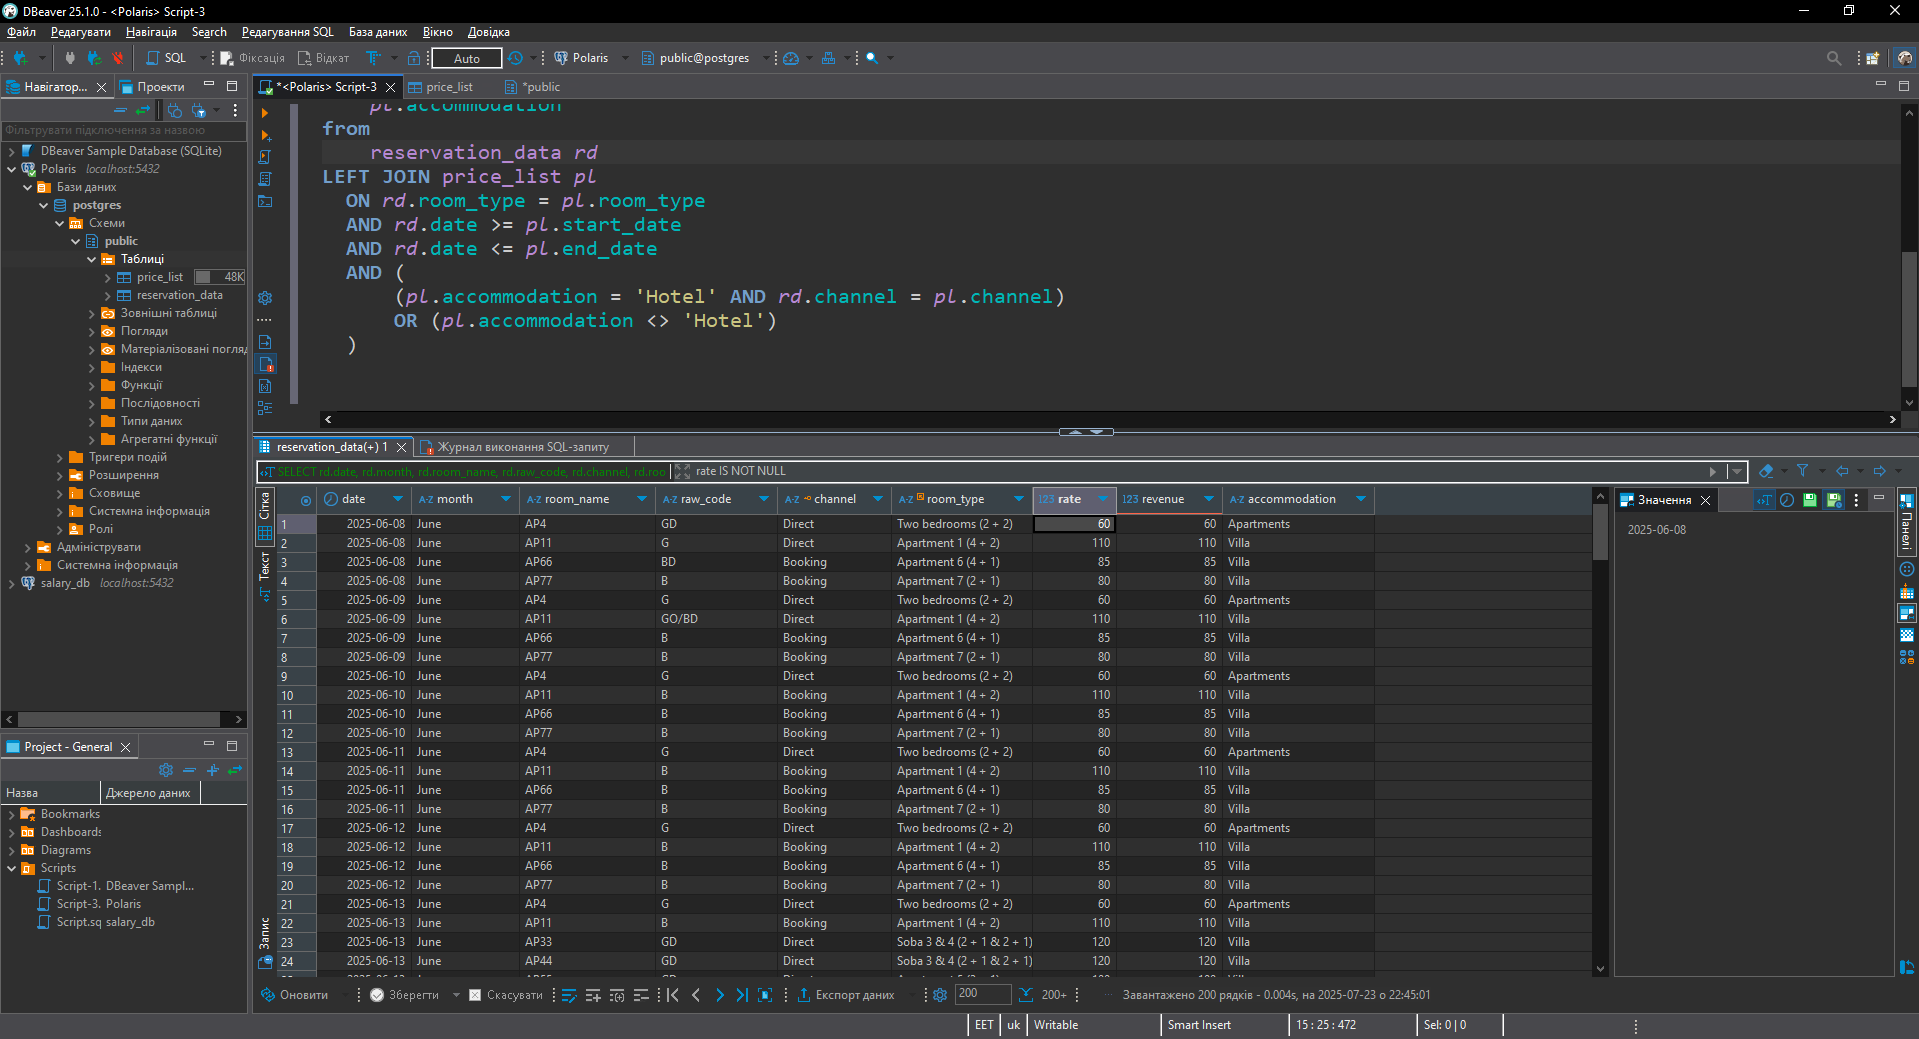 DBeaver 25.1.0 - <Polaris> Script-3
Файл Редагувати Навігація Search Редагування SQL База даних Вікно Довідка
SQL Фіксація Відкат Auto Polaris public@postgres
Навігатор... Проекти
Фільтрувати підключення за назвою
DBeaver Sample Database (SQLite)
Polaris localhost:5432
Бази даних
postgres
Схеми
public
Таблиці
price_list 48K
reservation_data
Зовнішні таблиці
Погляди
Матеріалізовані погляд
Індекси
Функції
Послідовності
Типи даних
Агрегатні функції
Тригери подій
Розширення
Сховище
Системна інформація
Ролі
Адмініструвати
Системна інформація
salary_db localhost:5432
Project - General
Назва Джерело даних
Bookmarks
Dashboards
Diagrams
Scripts
Script-1. DBeaver Sampl...
Script-3. Polaris
Script.sq salary_db
*<Polaris> Script-3 price_list *public
pl.accommodation
from
reservation_data rd
LEFT JOIN price_list pl
ON rd.room_type = pl.room_type
AND rd.date >= pl.start_date
AND rd.date <= pl.end_date
AND (
(pl.accommodation = 'Hotel' AND rd.channel = pl.channel)
OR (pl.accommodation <> 'Hotel')
)
reservation_data(+) 1 Журнал виконання SQL-запиту
SELECT rd.date, rd.month, rd.room_name, rd.raw_code, rd.channel, rd.roo rate IS NOT NULL
Сітка
Текст
Запис
date month room_name raw_code channel room_type rate revenue accommodation
1 2025-06-08 June AP4 GD Direct Two bedrooms (2 + 2) 60 60 Apartments
2 2025-06-08 June AP11 G Direct Apartment 1 (4 + 2) 110 110 Villa
3 2025-06-08 June AP66 BD Booking Apartment 6 (4 + 1) 85 85 Villa
4 2025-06-08 June AP77 B Booking Apartment 7 (2 + 1) 80 80 Villa
5 2025-06-09 June AP4 G Direct Two bedrooms (2 + 2) 60 60 Apartments
6 2025-06-09 June AP11 GO/BD Direct Apartment 1 (4 + 2) 110 110 Villa
7 2025-06-09 June AP66 B Booking Apartment 6 (4 + 1) 85 85 Villa
8 2025-06-09 June AP77 B Booking Apartment 7 (2 + 1) 80 80 Villa
9 2025-06-10 June AP4 G Direct Two bedrooms (2 + 2) 60 60 Apartments
10 2025-06-10 June AP11 B Booking Apartment 1 (4 + 2) 110 110 Villa
11 2025-06-10 June AP66 B Booking Apartment 6 (4 + 1) 85 85 Villa
12 2025-06-10 June AP77 B Booking Apartment 7 (2 + 1) 80 80 Villa
13 2025-06-11 June AP4 G Direct Two bedrooms (2 + 2) 60 60 Apartments
14 2025-06-11 June AP11 B Booking Apartment 1 (4 + 2) 110 110 Villa
15 2025-06-11 June AP66 B Booking Apartment 6 (4 + 1) 85 85 Villa
16 2025-06-11 June AP77 B Booking Apartment 7 (2 + 1) 80 80 Villa
17 2025-06-12 June AP4 G Direct Two bedrooms (2 + 2) 60 60 Apartments
18 2025-06-12 June AP11 B Booking Apartment 1 (4 + 2) 110 110 Villa
19 2025-06-12 June AP66 B Booking Apartment 6 (4 + 1) 85 85 Villa
20 2025-06-12 June AP77 B Booking Apartment 7 (2 + 1) 80 80 Villa
21 2025-06-13 June AP4 G Direct Two bedrooms (2 + 2) 60 60 Apartments
22 2025-06-13 June AP11 B Booking Apartment 1 (4 + 2) 110 110 Villa
23 2025-06-13 June AP33 GD Direct Soba 3 & 4 (2 + 1 & 2 + 1) 120 120 Villa
24 2025-06-13 June AP44 GD Direct Soba 3 & 4 (2 + 1 & 2 + 1) 120 120 Villa
Значення
2025-06-08
Панелі
Оновити Зберегти Скасувати Експорт даних 200 200+ Завантажено 200 рядків - 0.004s, на 2025-07-23 о 22:45:01
EET uk Writable Smart Insert 15 : 25 : 472 Sel: 0 | 0